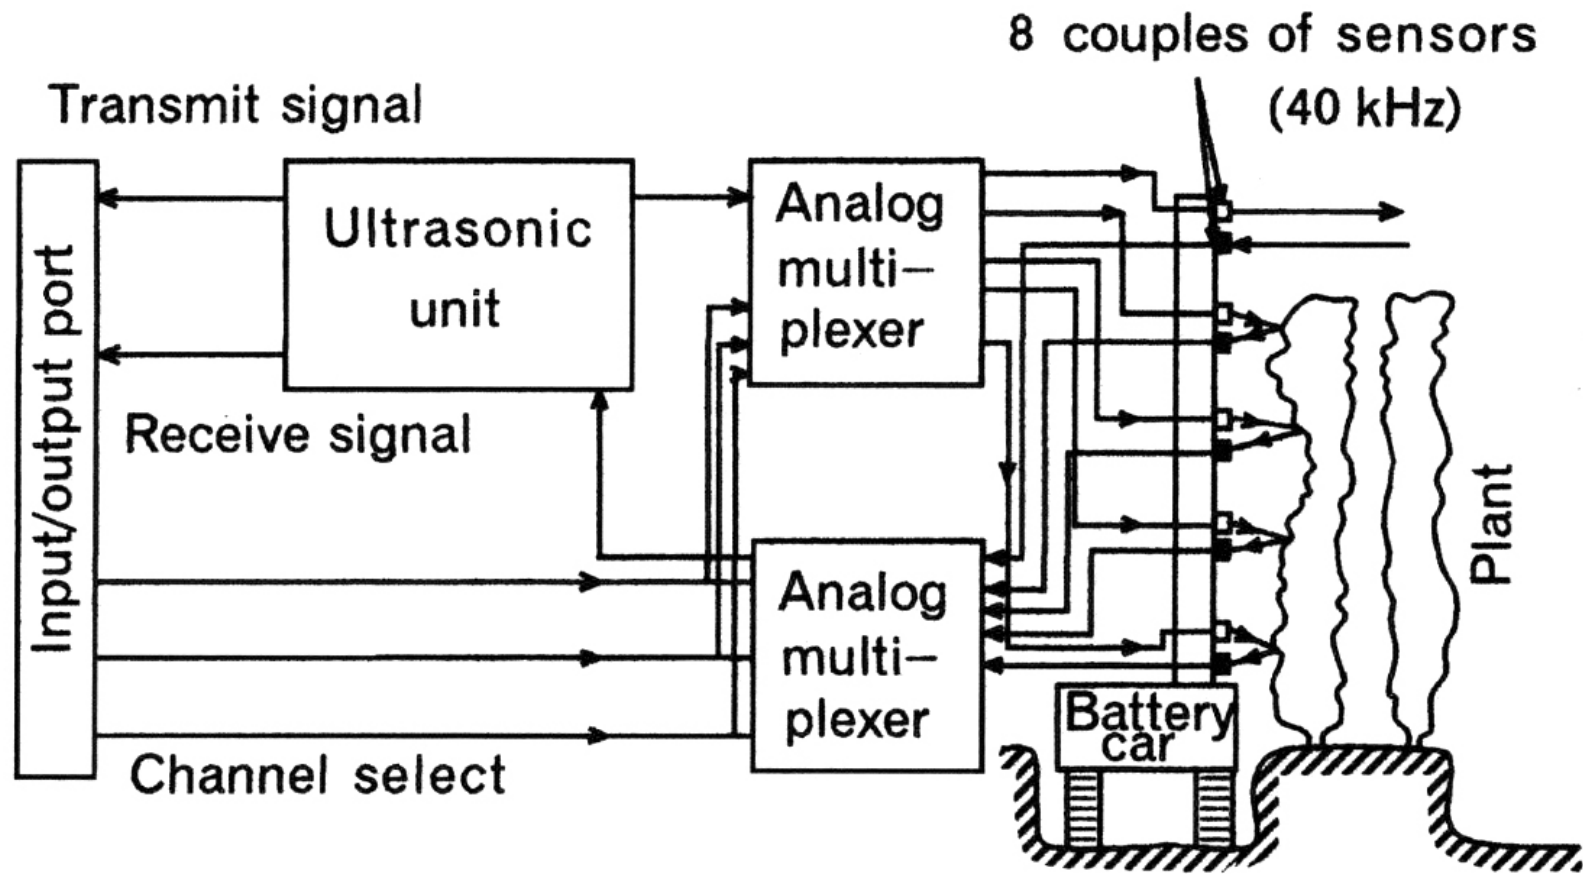 8 couples of sensors
(40 kHz)
Transmit signal
Input/output port
Ultrasonic
unit
Analog
multi-
plexer
Receive signal
Plant
Analog
multi-
plexer
Battery
car
Channel select